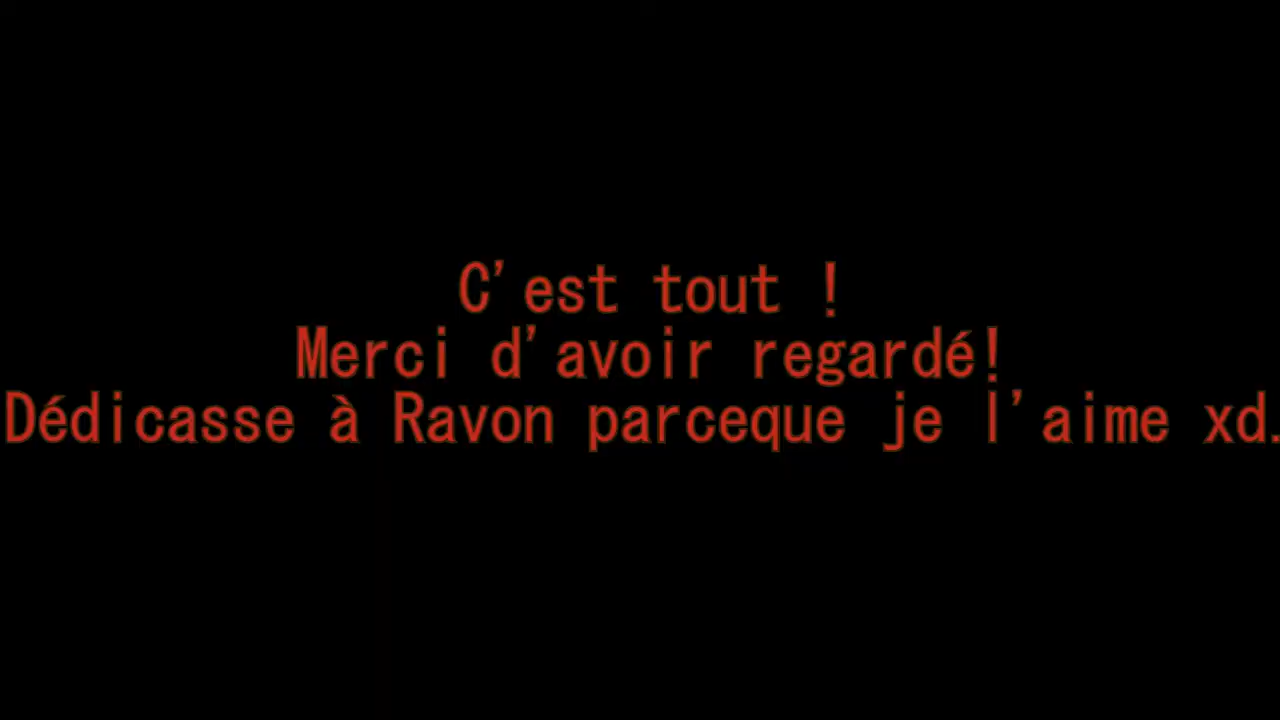 C'est tout !
Merci d'avoir regardé!
Dédicasse à Ravon parceque je l'aime xd.